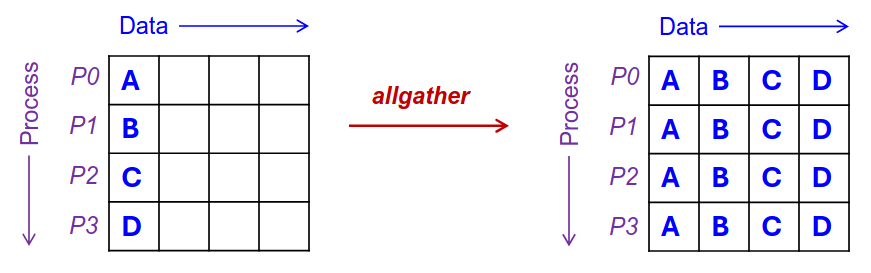 Data
Process
P0 A
P1 B
P2 C
P3 D
allgather
Data
Process
P0 A B C D
P1 A B C D
P2 A B C D
P3 A B C D